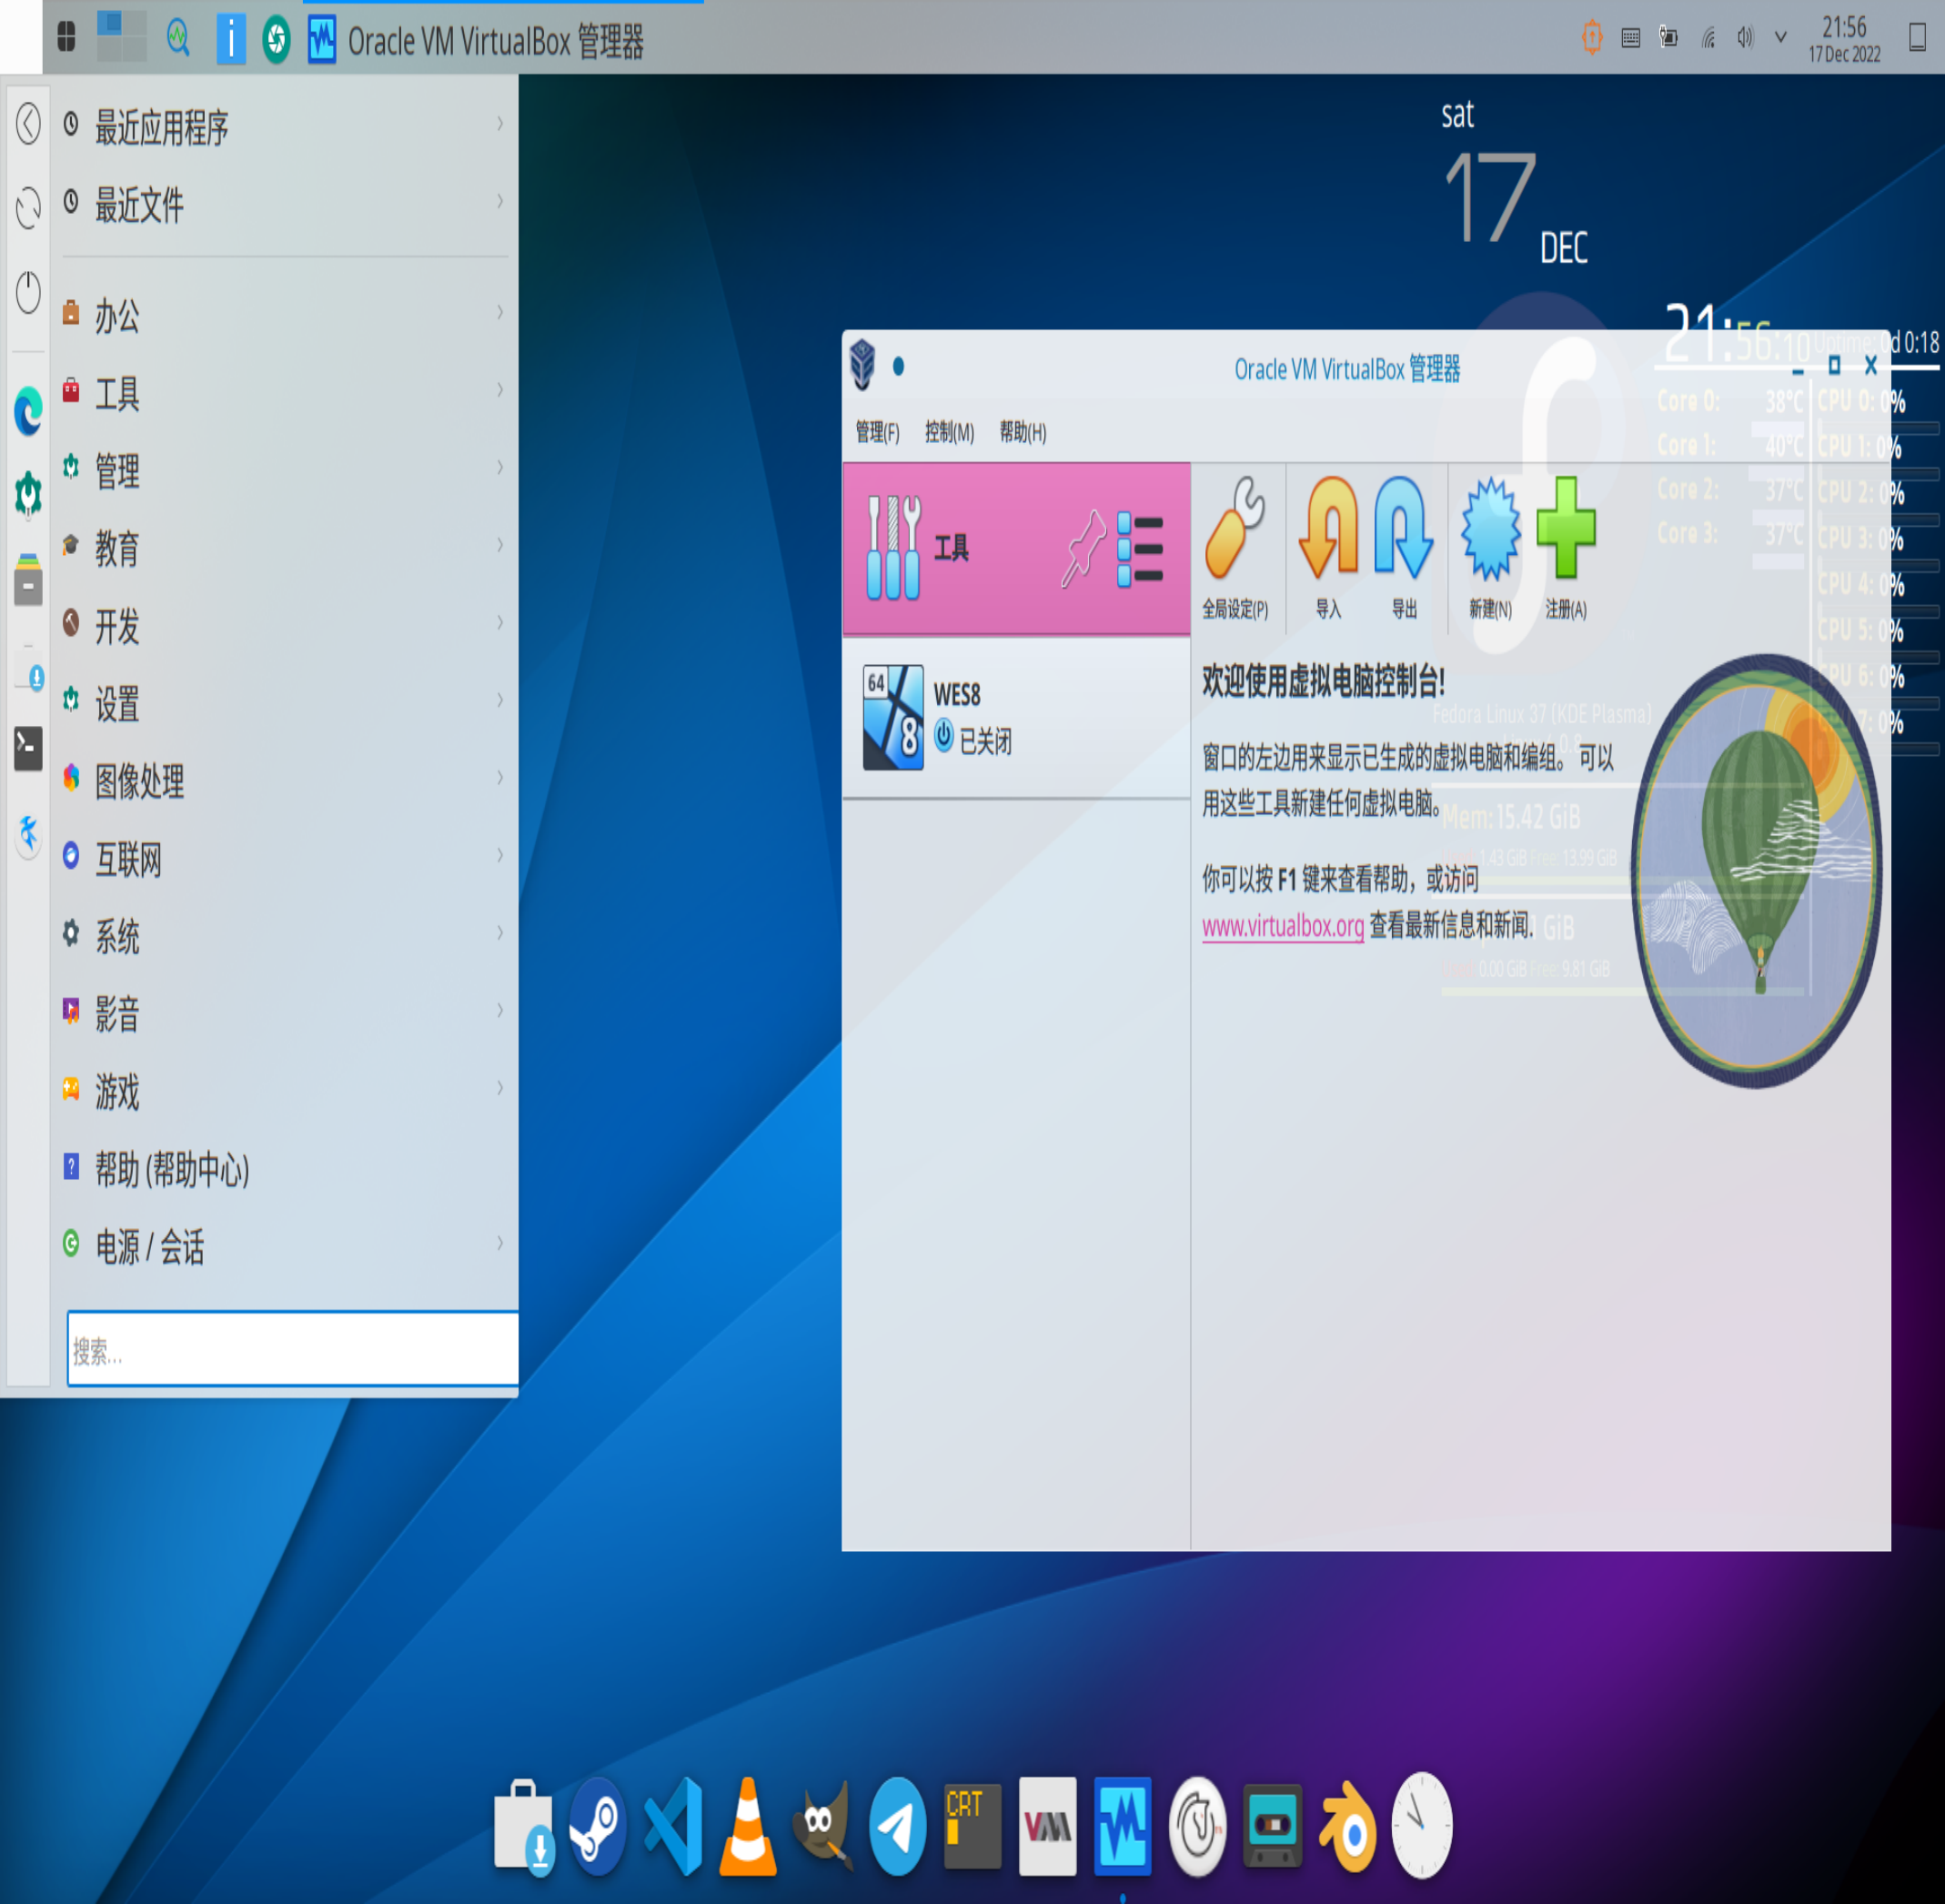 Oracle VM VirtualBox 管理器
21:56
17 Dec 2022
最近应用程序
最近文件
办公
工具
管理
教育
开发
设置
图像处理
互联网
系统
影音
游戏
帮助 (帮助中心)
电源 / 会话
搜索...
sat
17
DEC
21:56:10 Uptime: 0d 0:18
Core 0: 38°C CPU 0: 0%
Core 1: 40°C CPU 1: 0%
Core 2: 37°C CPU 2: 0%
Core 3: 37°C CPU 3: 0%
CPU 4: 0%
CPU 5: 0%
CPU 6: 0%
7: 0%
Oracle VM VirtualBox 管理器
管理(F) 控制(M) 帮助(H)
工具
全局设定(P) 导入 导出 新建(N) 注册(A)
64
8
WES8
已关闭
欢迎使用虚拟电脑控制台!
Fedora Linux 37 (KDE Plasma)
窗口的左边用来显示已生成的虚拟电脑和编组。 可以
用这些工具新建任何虚拟电脑。
Mem: 15.42 GiB
1.43 GiB Free: 13.99 GiB
你可以按 F1 键来查看帮助，或访问
www.virtualbox.org 查看最新信息和新闻.
GiB
0.00 GiB Free: 9.81 GiB
CRT
VM